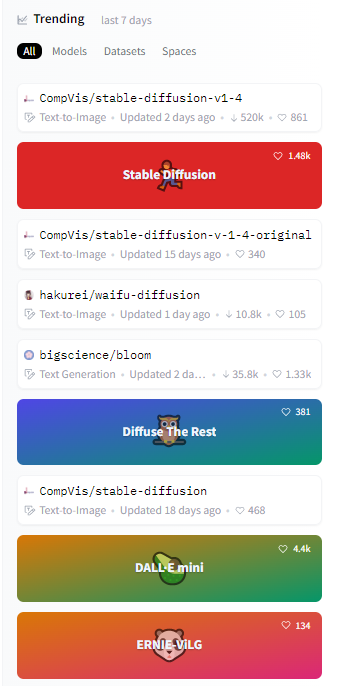 Trending last 7 days
All Models Datasets Spaces
CompVis/stable-diffusion-v1-4
Text-to-Image • Updated 2 days ago • ↓ 520k • ♡ 861
♡ 1.48k
Stable Diffusion
CompVis/stable-diffusion-v-1-4-original
Text-to-Image • Updated 15 days ago • ♡ 340
hakurei/waifu-diffusion
Text-to-Image • Updated 1 day ago • ↓ 10.8k • ♡ 105
bigscience/bloom
Text Generation • Updated 2 da... • ↓ 35.8k • ♡ 1.33k
♡ 381
Diffuse The Rest
CompVis/stable-diffusion
Text-to-Image • Updated 18 days ago • ♡ 468
♡ 4.4k
DALL·E mini
♡ 134
ERNIE-ViLG